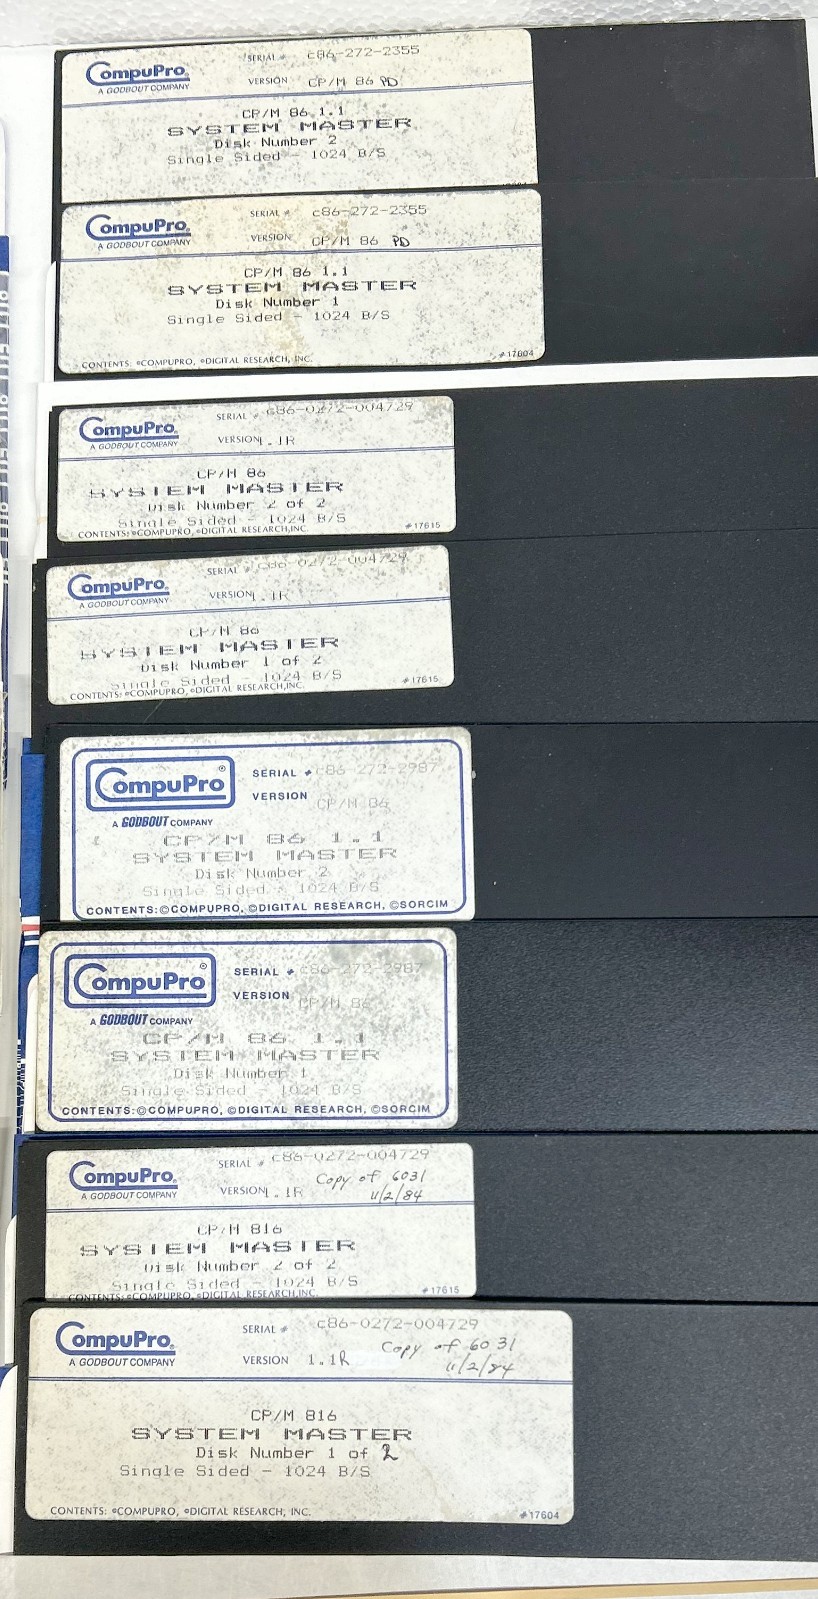 CompuPro®
A GODBOUT COMPANY
SERIAL # c86-272-2355
VERSION CP/M 86 PD
CP/M 86 1.1
SYSTEM MASTER
Disk Number 2
Single Sided - 1024 B/S
CompuPro®
A GODBOUT COMPANY
SERIAL # c86-272-2355
VERSION CP/M 86 PD
CP/M 86 1.1
SYSTEM MASTER
Disk Number 1
Single Sided - 1024 B/S
CONTENTS: ©COMPUPRO, ©DIGITAL RESEARCH, INC. #17604
CompuPro®
A GODBOUT COMPANY
SERIAL # c86-0272-004729
VERSION 1.1R
CP/M 86
SYSTEM MASTER
Disk Number 2 of 2
Single Sided - 1024 B/S
CONTENTS: ©COMPUPRO, ©DIGITAL RESEARCH, INC. #17615
CompuPro®
A GODBOUT COMPANY
SERIAL # c86-0272-004729
VERSION 1.1R
CP/M 86
SYSTEM MASTER
Disk Number 1 of 2
Single Sided - 1024 B/S
CONTENTS: ©COMPUPRO, ©DIGITAL RESEARCH, INC. #17615
CompuPro®
A GODBOUT COMPANY
SERIAL # c86-272-2987
VERSION CP/M 86
CP/M 86 1.1
SYSTEM MASTER
Disk Number 2
Single Sided - 1024 B/S
CONTENTS:©COMPUPRO, ©DIGITAL RESEARCH, ©SORCIM
CompuPro®
A GODBOUT COMPANY
SERIAL # c86-272-2987
VERSION CP/M 86
CP/M 86 1.1
SYSTEM MASTER
Disk Number 1
Single Sided - 1024 B/S
CONTENTS:©COMPUPRO, ©DIGITAL RESEARCH, ©SORCIM
CompuPro®
A GODBOUT COMPANY
SERIAL # c86-0272-004729
VERSION 1.1R Copy of 6031
11/2/84
CP/M 816
SYSTEM MASTER
Disk Number 2 of 2
Single Sided - 1024 B/S
CONTENTS: ©COMPUPRO, ©DIGITAL RESEARCH, INC. #17615
CompuPro®
A GODBOUT COMPANY
SERIAL # c86-0272-004729
VERSION 1.1R Copy of 6031
11/2/84
CP/M 816
SYSTEM MASTER
Disk Number 1 of 2
Single Sided - 1024 B/S
CONTENTS: ©COMPUPRO, ©DIGITAL RESEARCH, INC. #17604